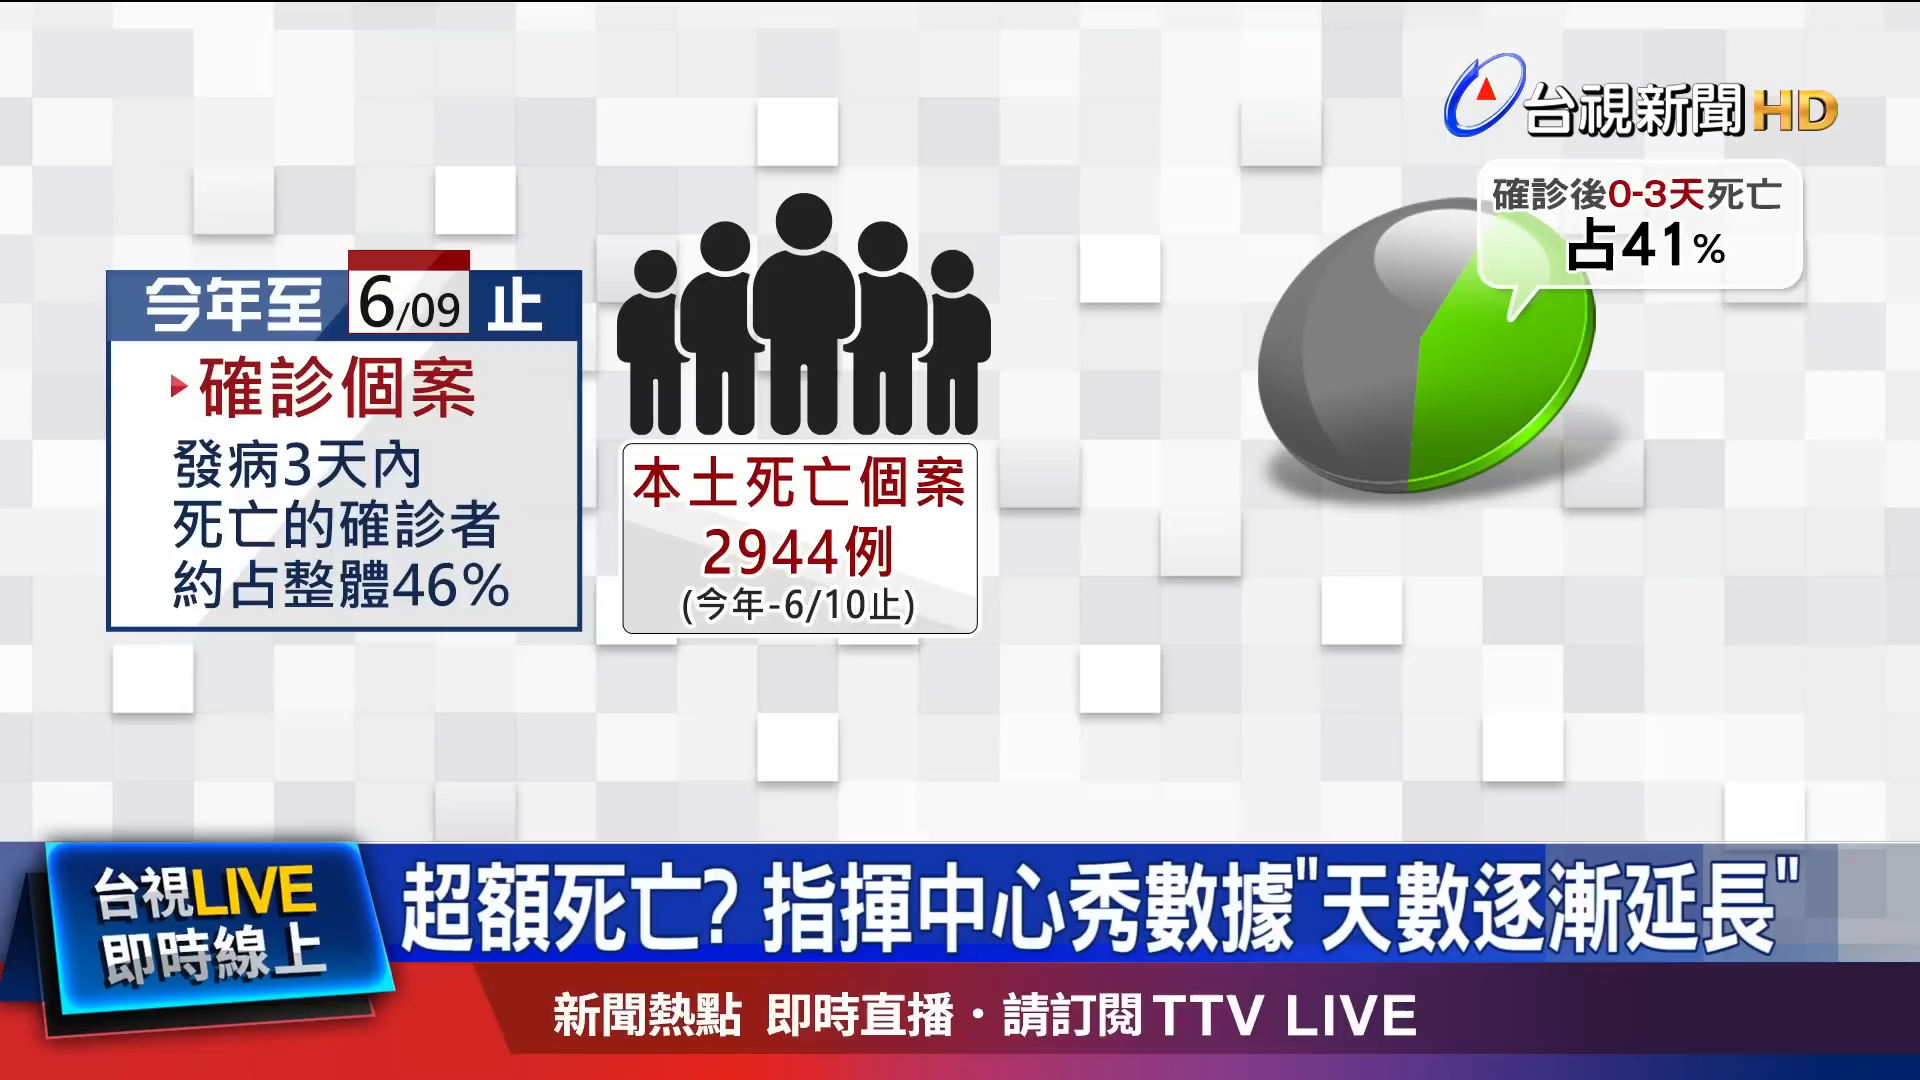 台視新聞HD
確診後0-3天死亡
占41%
今年至 6/09 止
確診個案
發病3天內
死亡的確診者
約占整體46%
本土死亡個案
2944例
(今年-6/10止)
台視LIVE
即時線上
超額死亡? 指揮中心秀數據"天數逐漸延長"
新聞熱點 即時直播・請訂閱TTV LIVE